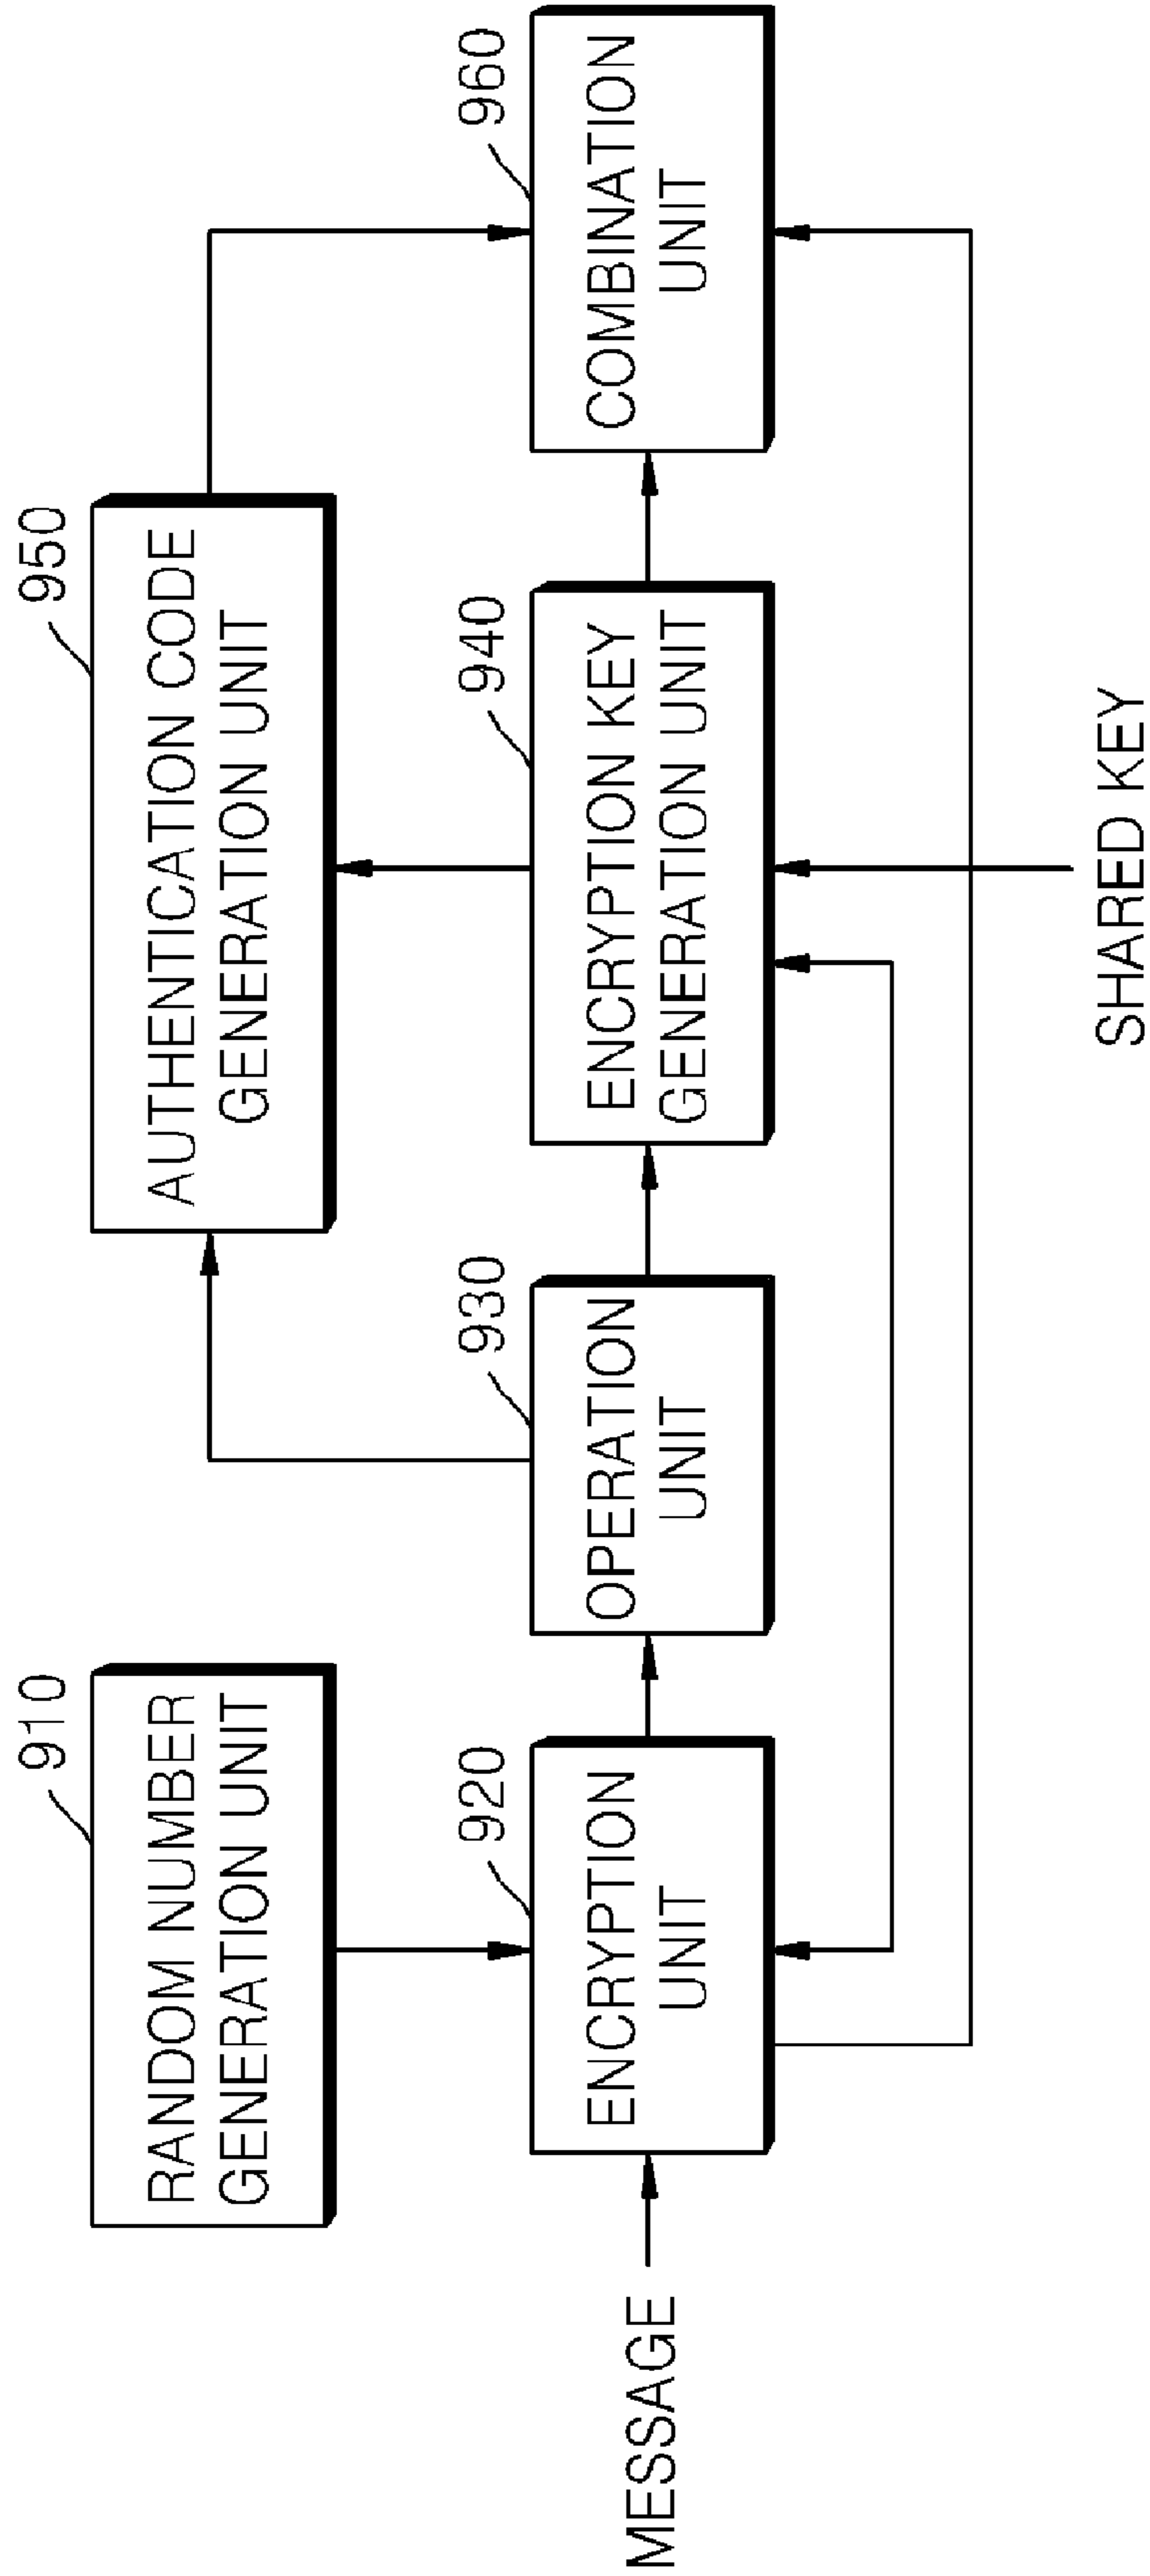 910
RANDOM NUMBER
GENERATION UNIT
950
AUTHENTICATION CODE
GENERATION UNIT
MESSAGE
920
ENCRYPTION
UNIT
930
OPERATION
UNIT
940
ENCRYPTION KEY
GENERATION UNIT
960
COMBINATION
UNIT
SHARED KEY